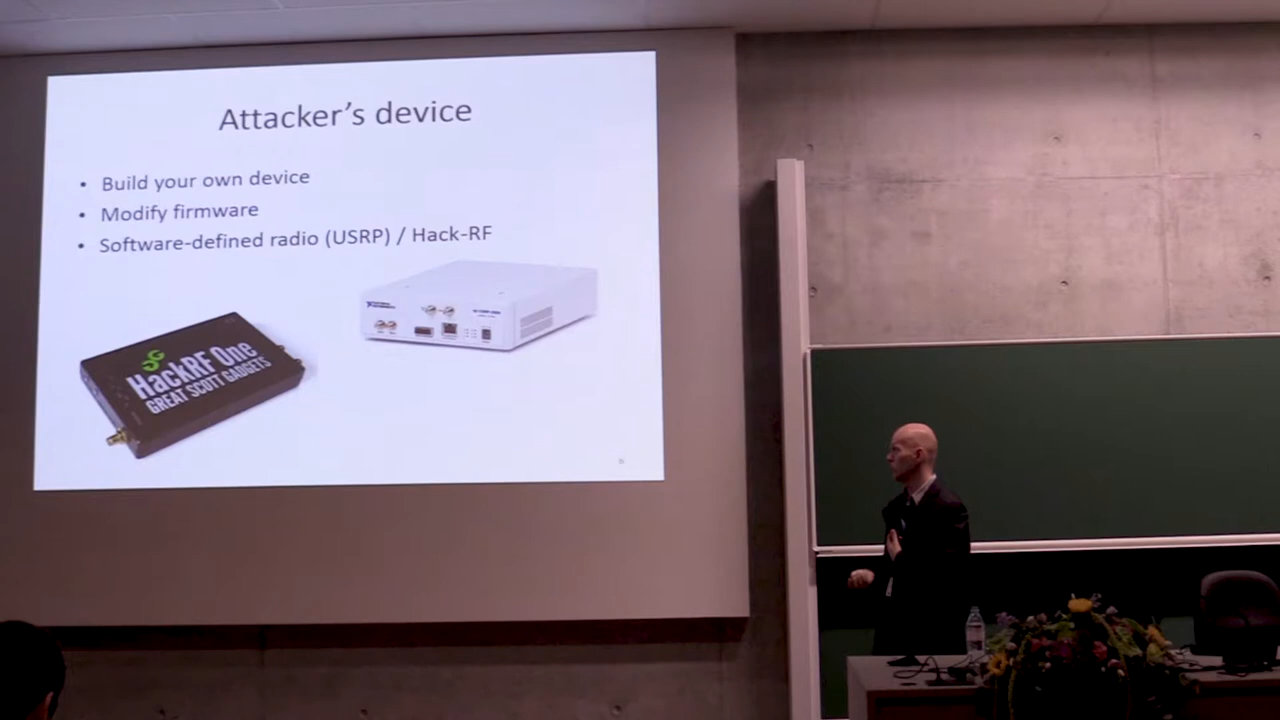 Attacker's device
• Build your own device
• Modify firmware
• Software-defined radio (USRP) / Hack-RF
HackRF One
GREAT SCOTT GADGETS